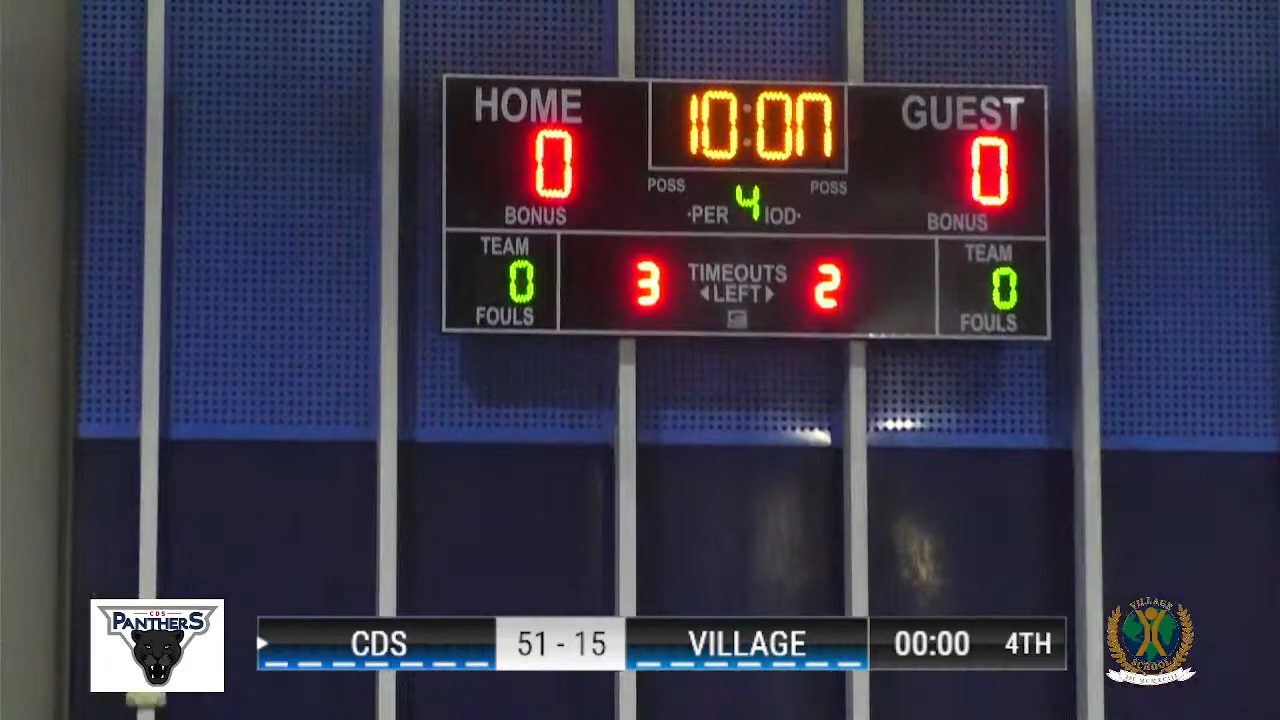 HOME
10:0
GUEST
0
0
POSS
POSS
BONUS
·PER 4 IOD·
BONUS
TEAM
0
FOULS
3
TIMEOUTS
◄LEFT►
2
TEAM
0
FOULS
CDS
PANTHERS
CDS
51 - 15
VILLAGE
00:00
4TH
VILLAGE
SCHOOL